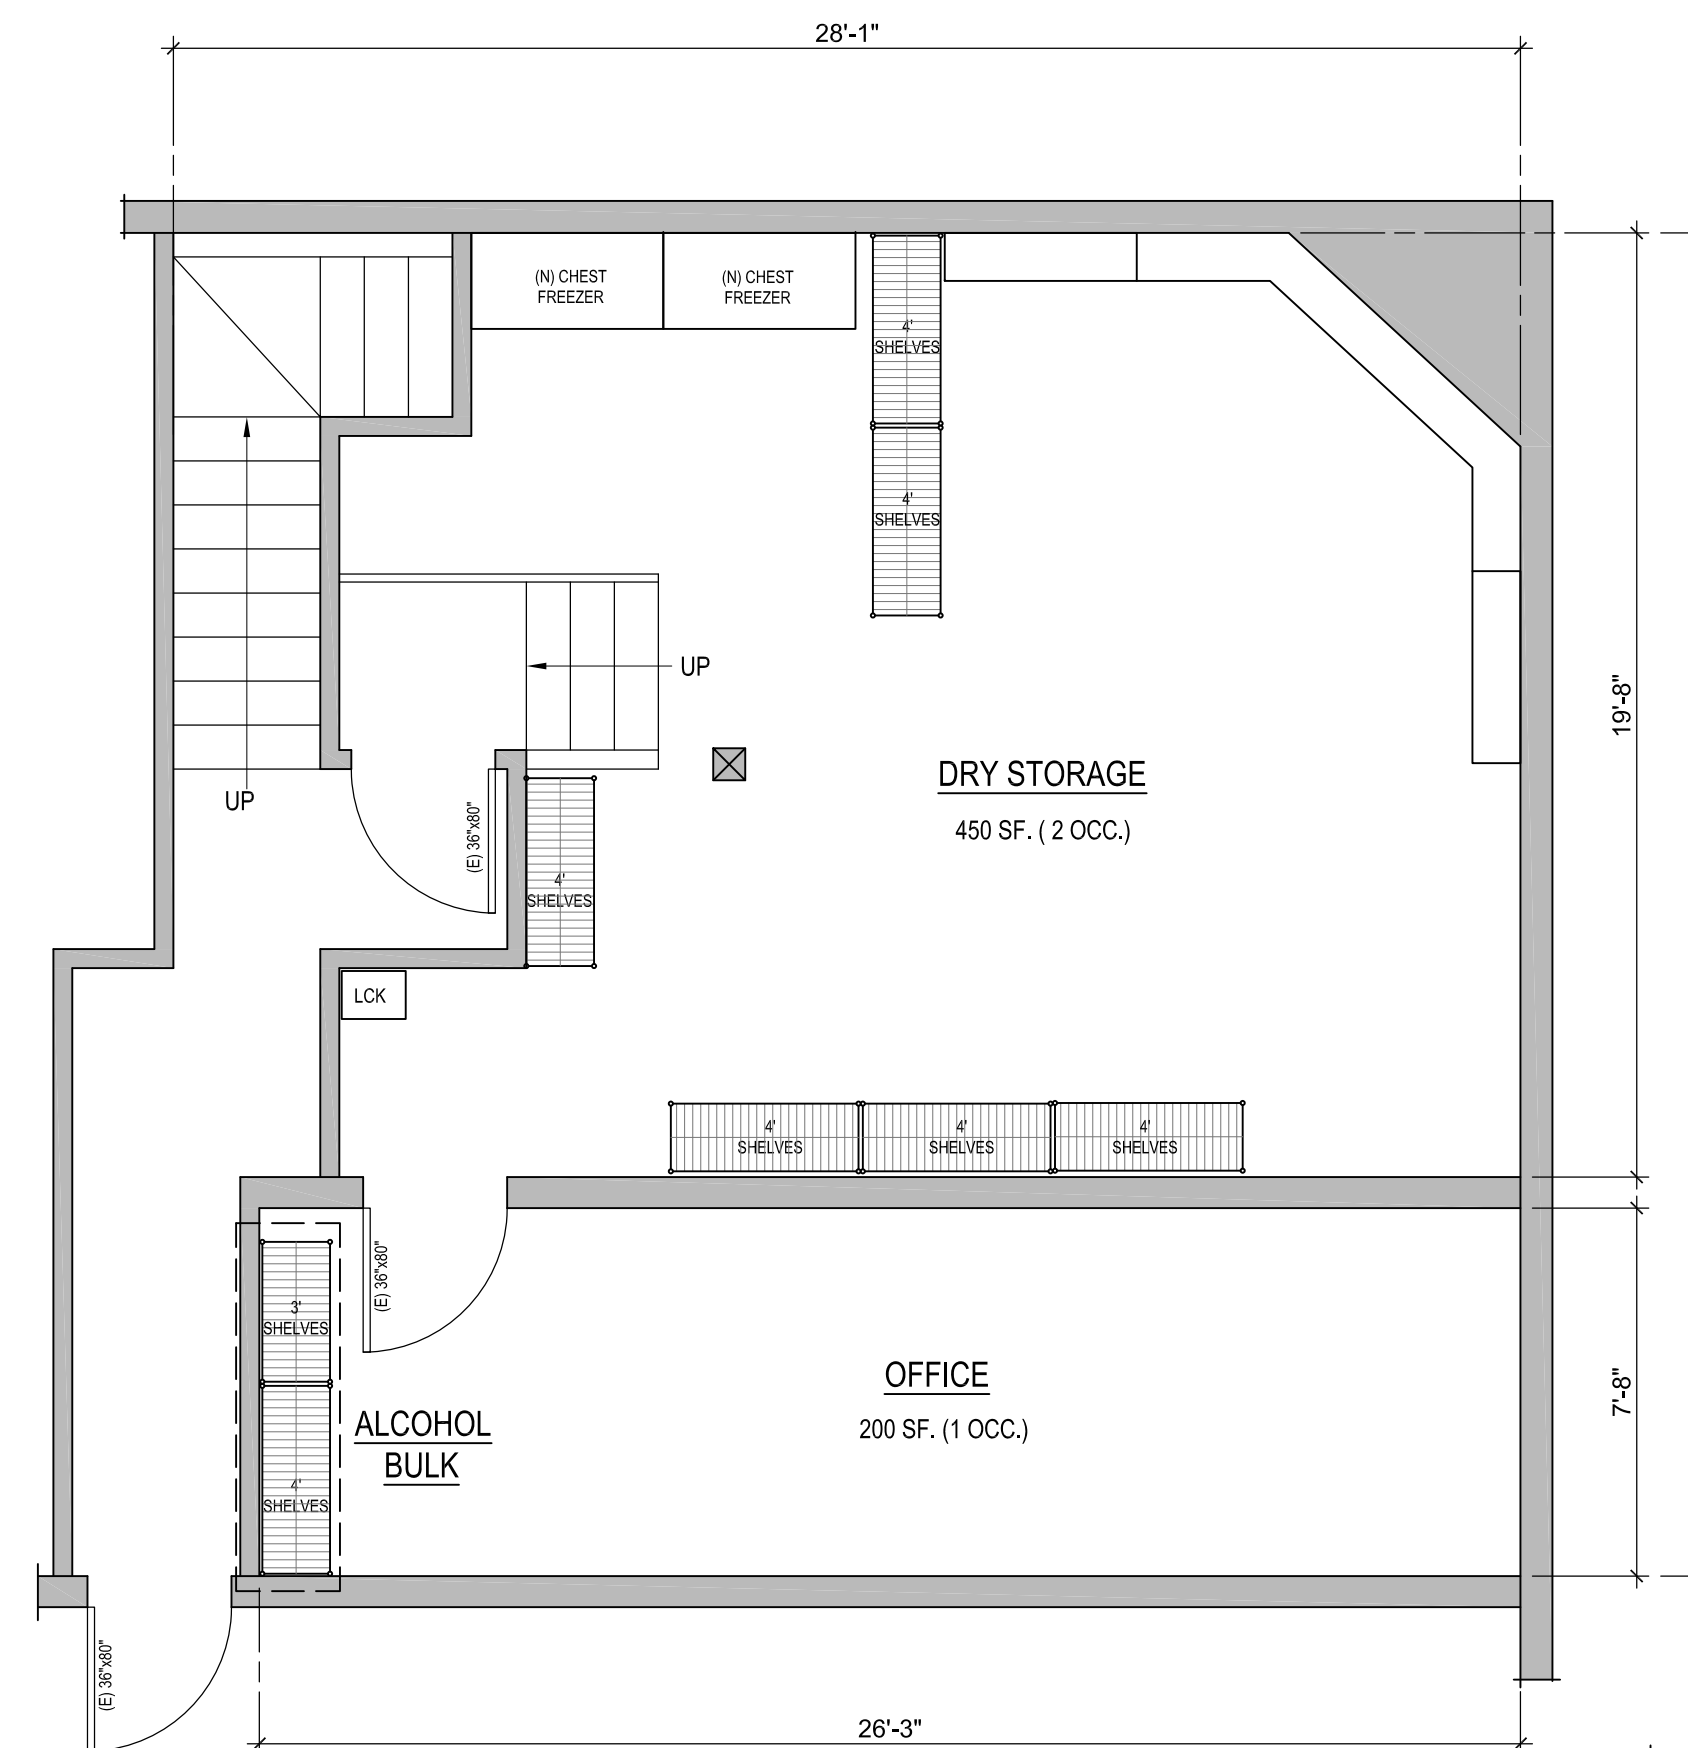 28'-1"
(N) CHEST
FREEZER
(N) CHEST
FREEZER
4'
SHELVES
4'
SHELVES
UP
19'-8"
DRY STORAGE
450 SF. ( 2 OCC.)
UP
(E) 36"x80"
4'
SHELVES
LCK
4'
SHELVES
4'
SHELVES
4'
SHELVES
(E) 36"x80"
3'
SHELVES
OFFICE
200 SF. (1 OCC.)
7'-8"
ALCOHOL
BULK
4'
SHELVES
(E) 36"x80"
26'-3"